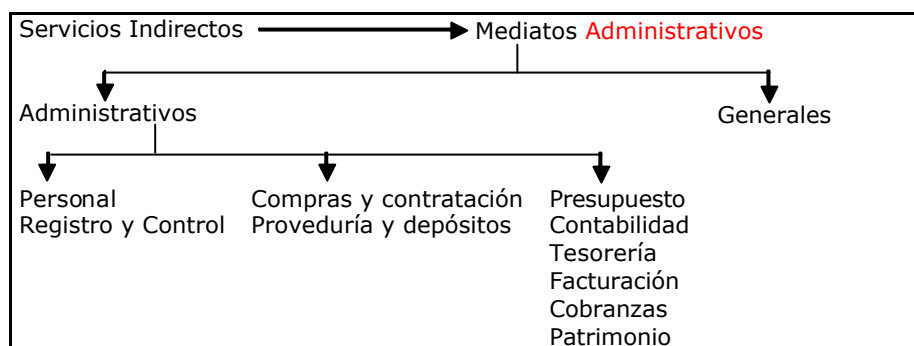 Servicios Indirectos Mediatos Administrativos
Administrativos Generales
Personal Compras y contratación Presupuesto
Registro y Control Proveduría y depósitos Contabilidad
Tesorería
Facturación
Cobranzas
Patrimonio